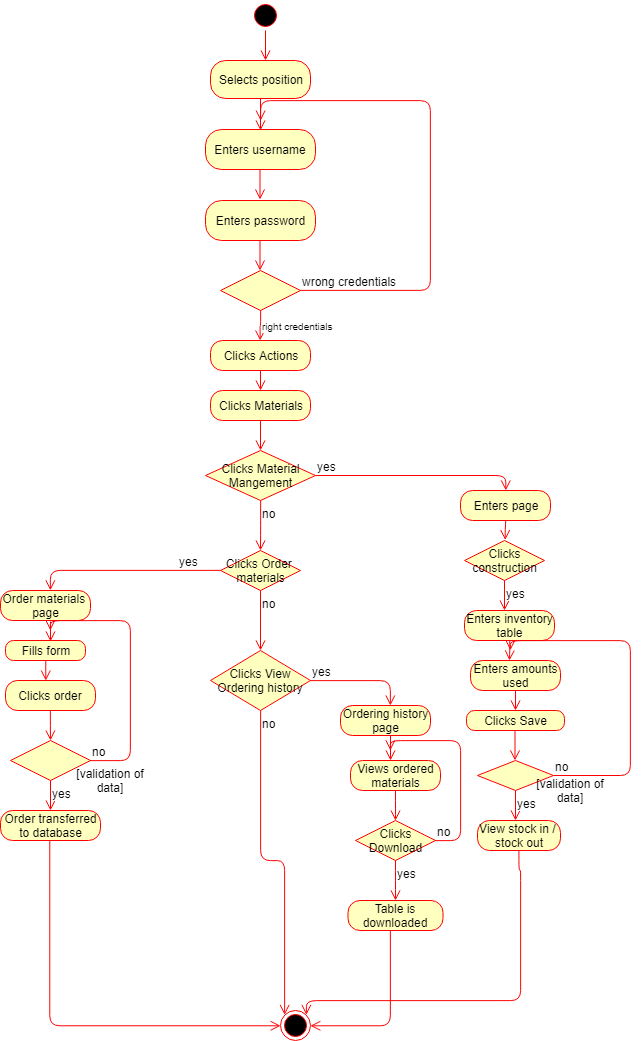 Selects position
Enters username
Enters password
wrong credentials
right credentials
Clicks Actions
Clicks Materials
Clicks Material
Mangement
yes
no
Enters page
Clicks
construction
yes
Enters inventory
table
Enters amounts
used
Clicks Save
no
[validation of
data]
yes
View stock in /
stock out
Clicks Order
materials
yes
no
Order materials
page
Fills form
Clicks order
no
[validation of
data]
yes
Order transferred
to database
Clicks View
Ordering history
yes
no
Ordering history
page
Views ordered
materials
Clicks
Download
no
yes
Table is
downloaded